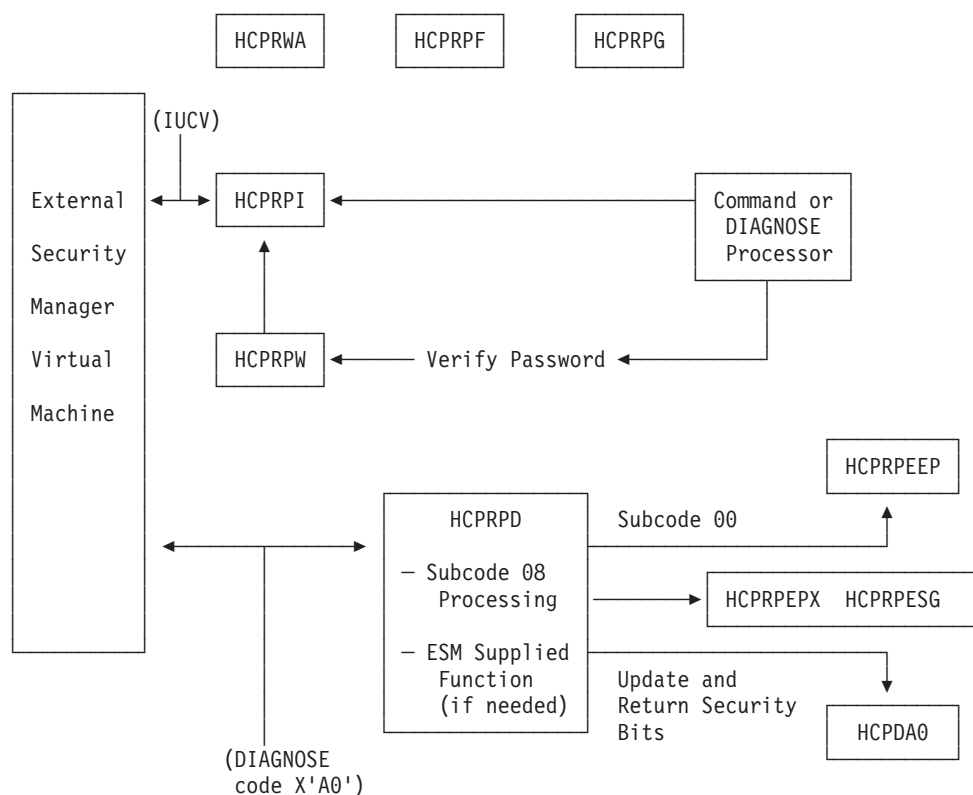 HCPRWA
HCPRPF
HCPRPG
(IUCV)
External
Security
Manager
Virtual
Machine
HCPRPI
Command or
DIAGNOSE
Processor
HCPRPW
Verify Password
HCPRPEEP
HCPRPD
Subcode 00
— Subcode 08
Processing
HCPRPEPX HCPRPESG
— ESM Supplied
Function
(if needed)
Update and
Return Security
Bits
HCPDA0
(DIAGNOSE
code X'A0')